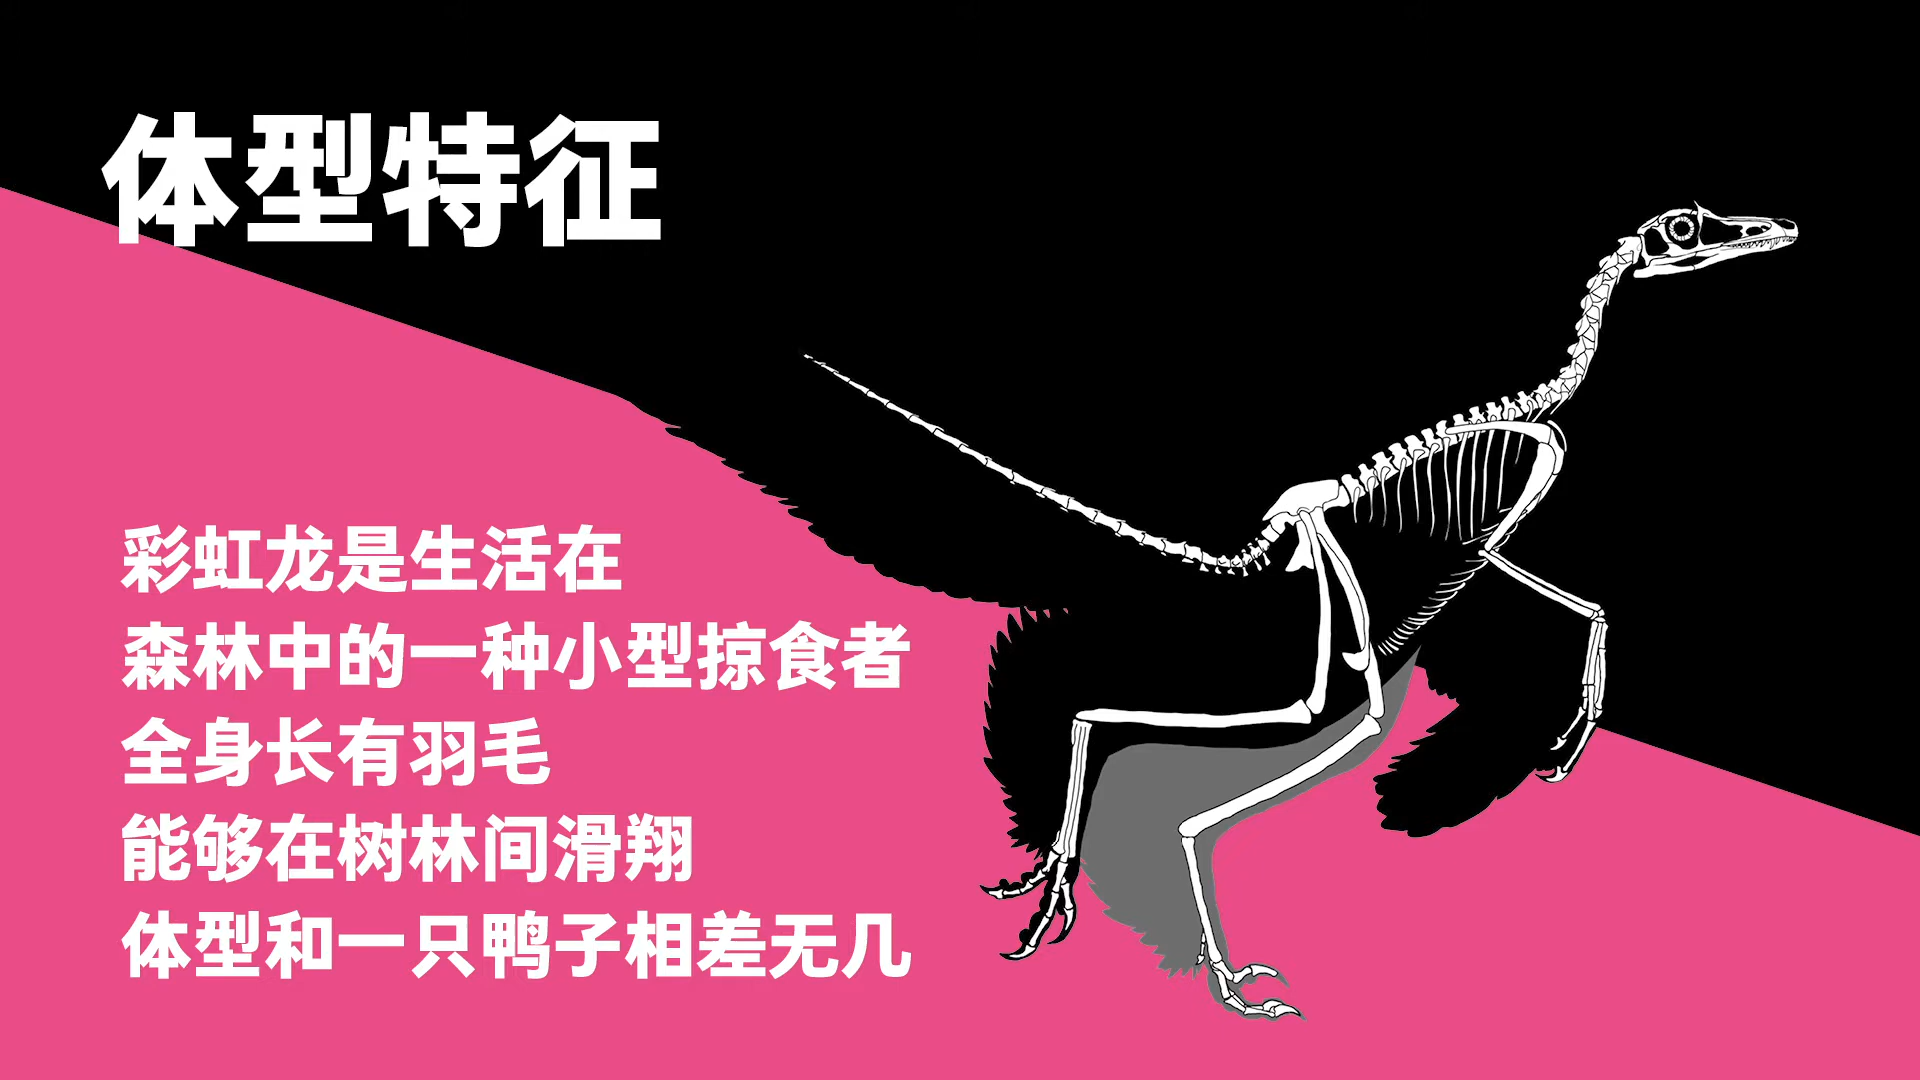 体型特征
彩虹龙是生活在
森林中的一种小型掠食者
全身长有羽毛
能够在树林间滑翔
体型和一只鸭子相差无几